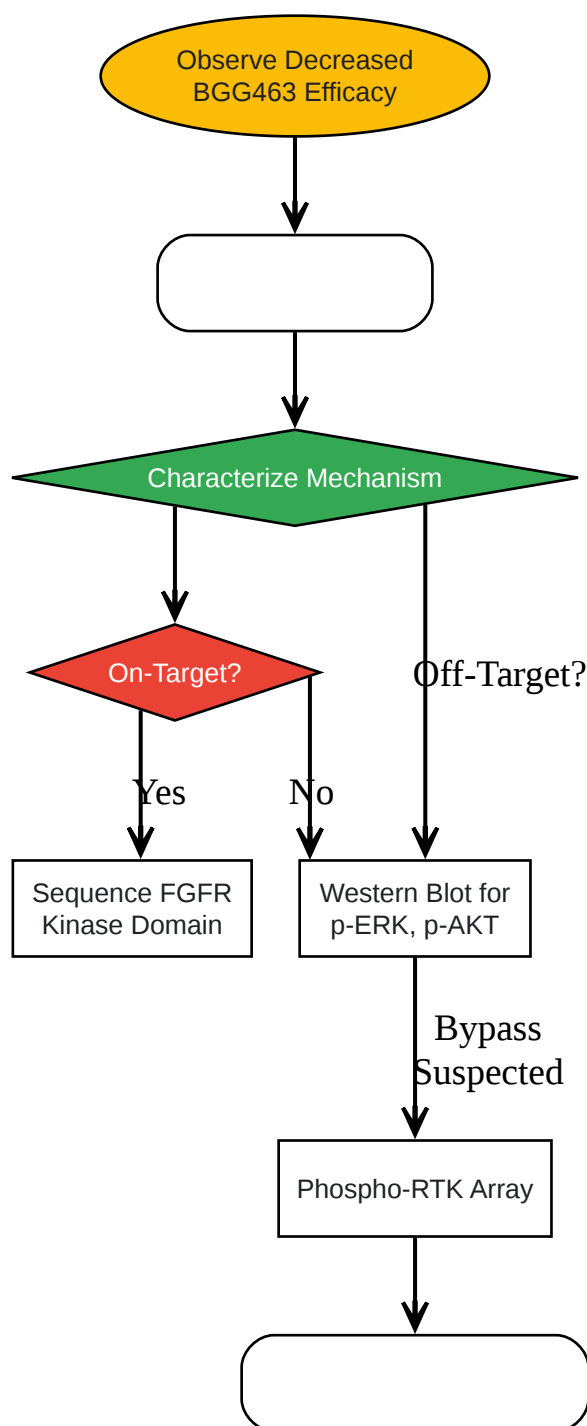 Observe Decreased
BGG463 Efficacy
Characterize Mechanism
On-Target?
Off-Target?
Yes
No
Sequence FGFR
Kinase Domain
Western Blot for
p-ERK, p-AKT
Bypass
Suspected
Phospho-RTK Array